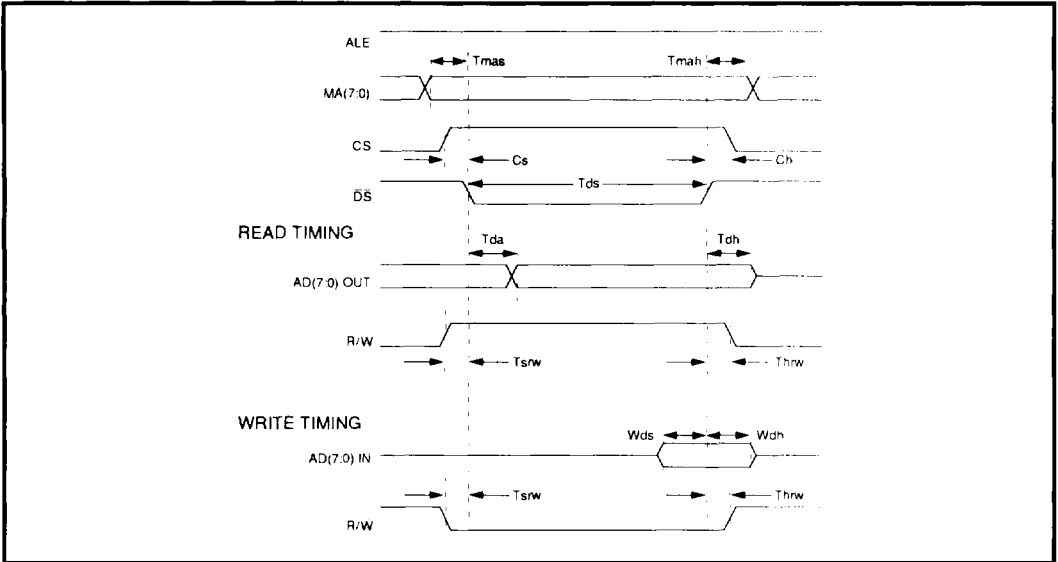 ALE
Tmas
Tmah
MA(7:0)
CS
Cs
Ch
Tds
D̅S̅
READ TIMING
Tda
Tdh
AD(7:0) OUT
R/W
Tsrw
Thrw
WRITE TIMING
Wds
Wdh
AD(7:0) IN
Tsrw
Thrw
R/W